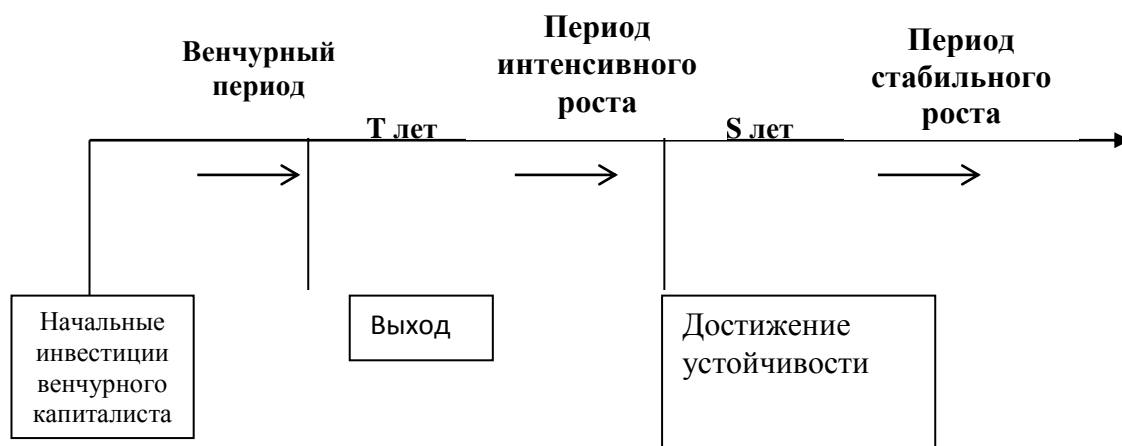 Венчурный
период
Период
интенсивного
роста
Период
стабильного
роста
Т лет
S лет
Начальные
инвестиции
венчурного
капиталиста
Выход
Достижение
устойчивости